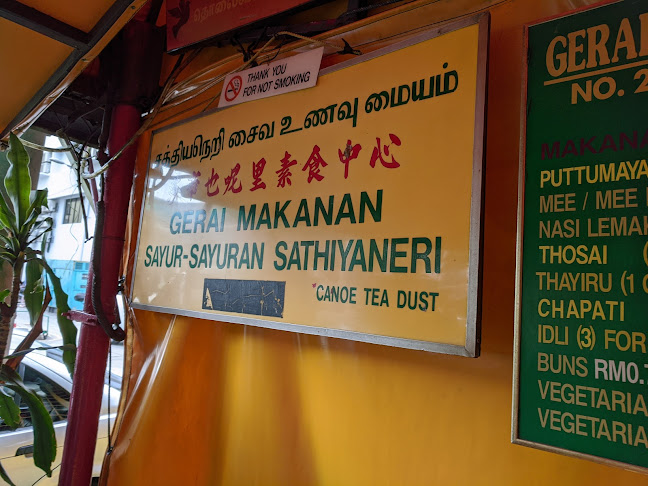 THANK YOU
FOR NOT SMOKING
சத்தியநெறி சைவ உணவு மையம்
也呢里素食中心
GERAI MAKANAN
SAYUR-SAYURAN SATHIYANERI
CANOE TEA DUST
GERAI
NO. 2
MAKANA
PUTTUMAYA
MEE / MEE
NASI LEMAK
THOSAI
THAYIRU (1
CHAPATI
IDLI (3) FOR
BUNS RM0.
VEGETARIA
VEGETARIA